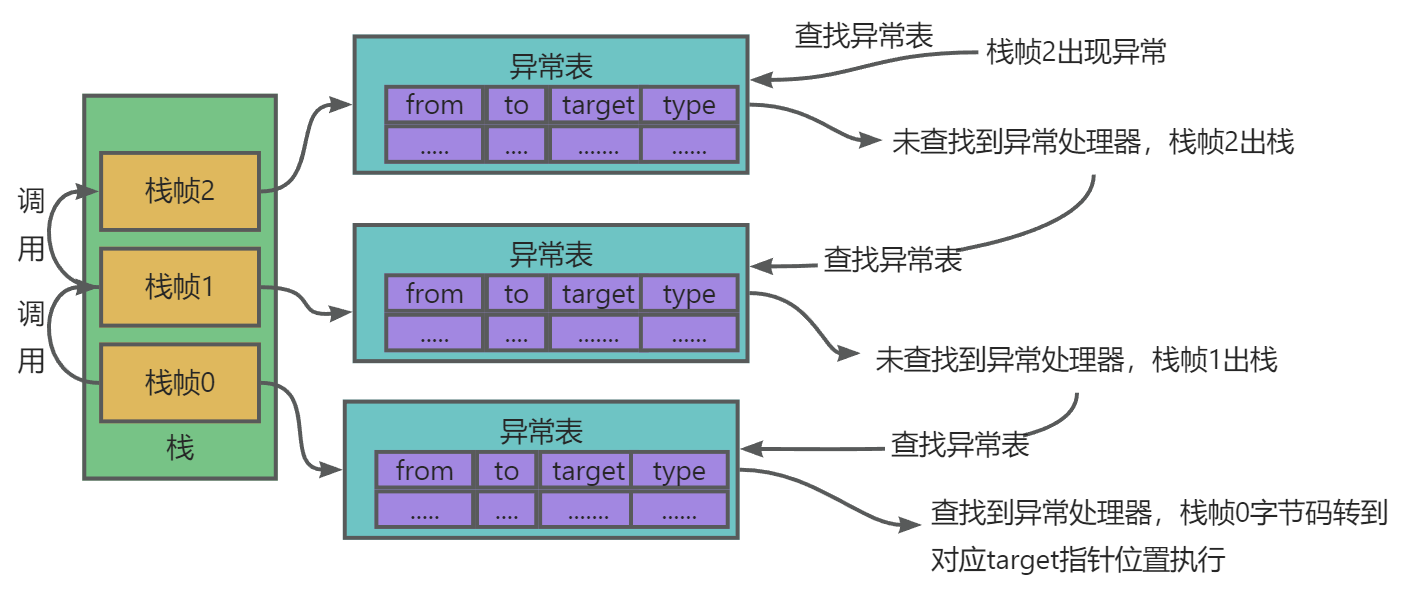 查找异常表
栈帧2出现异常
异常表
from to target type
..... .... ....... ......
未查找到异常处理器，栈帧2出栈
调用
栈帧2
异常表
from to target type
..... .... ....... ......
查找异常表
栈帧1
调用
未查找到异常处理器，栈帧1出栈
栈帧0
栈
异常表
from to target type
..... .... ....... ......
查找异常表
查找到异常处理器，栈帧0字节码转到
对应target指针位置执行